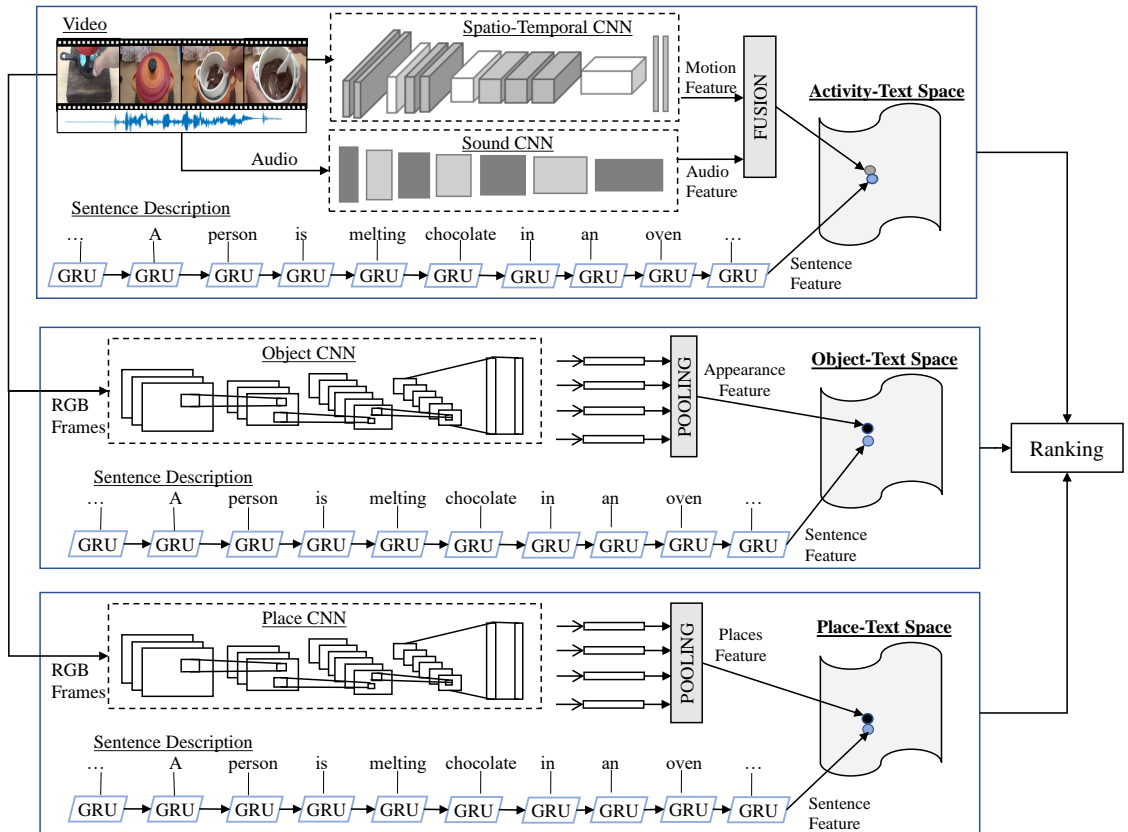 Video
Spatio-Temporal CNN
Motion
Feature
Audio
Sound CNN
Audio
Feature
FUSION
Activity-Text Space
Sentence Description
… A person is melting chocolate in an oven …
GRU GRU GRU GRU GRU GRU GRU GRU GRU GRU
Sentence
Feature
RGB
Frames
Object CNN
POOLING
Appearance
Feature
Object-Text Space
Sentence Description
… A person is melting chocolate in an oven …
GRU GRU GRU GRU GRU GRU GRU GRU GRU GRU
Sentence
Feature
Ranking
RGB
Frames
Place CNN
POOLING
Places
Feature
Place-Text Space
Sentence Description
… A person is melting chocolate in an oven …
GRU GRU GRU GRU GRU GRU GRU GRU GRU GRU
Sentence
Feature